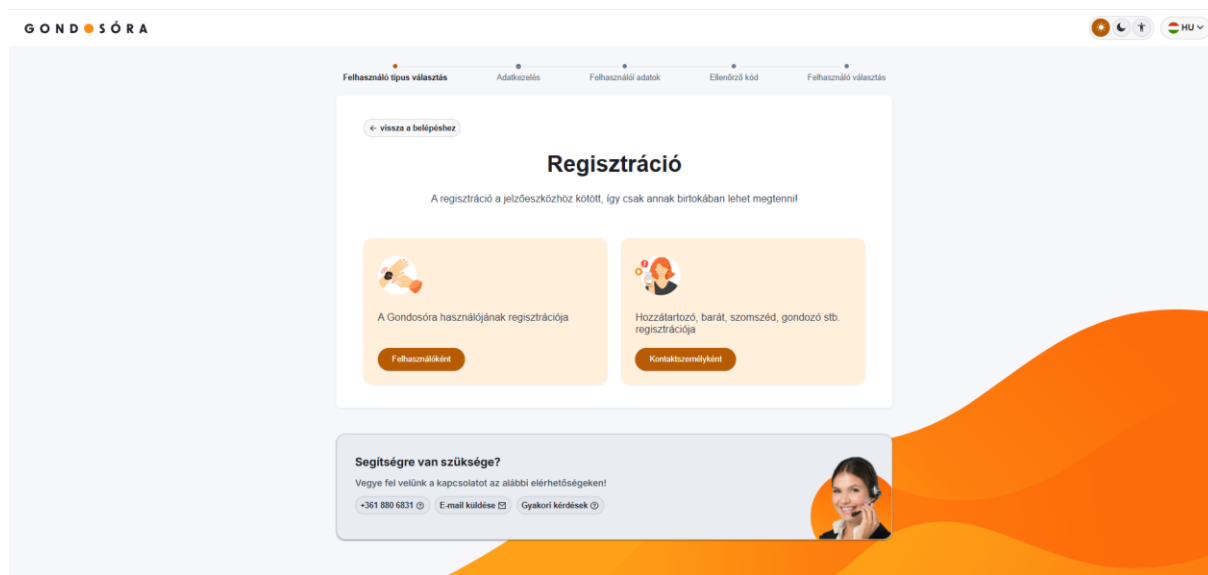 GONDOSÓRA
HU
Felhasználó típus választás
Adatkezelés
Felhasználói adatok
Ellenőrző kód
Felhasználó választás
← vissza a belépéshez
Regisztráció
A regisztráció a jelzőeszközhöz kötött, így csak annak birtokában lehet megtenni!
A Gondosóra használójának regisztrációja
Felhasználóként
Hozzátartozó, barát, szomszéd, gondozó stb.
regisztrációja
Kontaktszemélyként
Segítségre van szüksége?
Vegye fel velünk a kapcsolatot az alábbi elérhetőségeken!
+361 880 6831
E-mail küldése
Gyakori kérdések